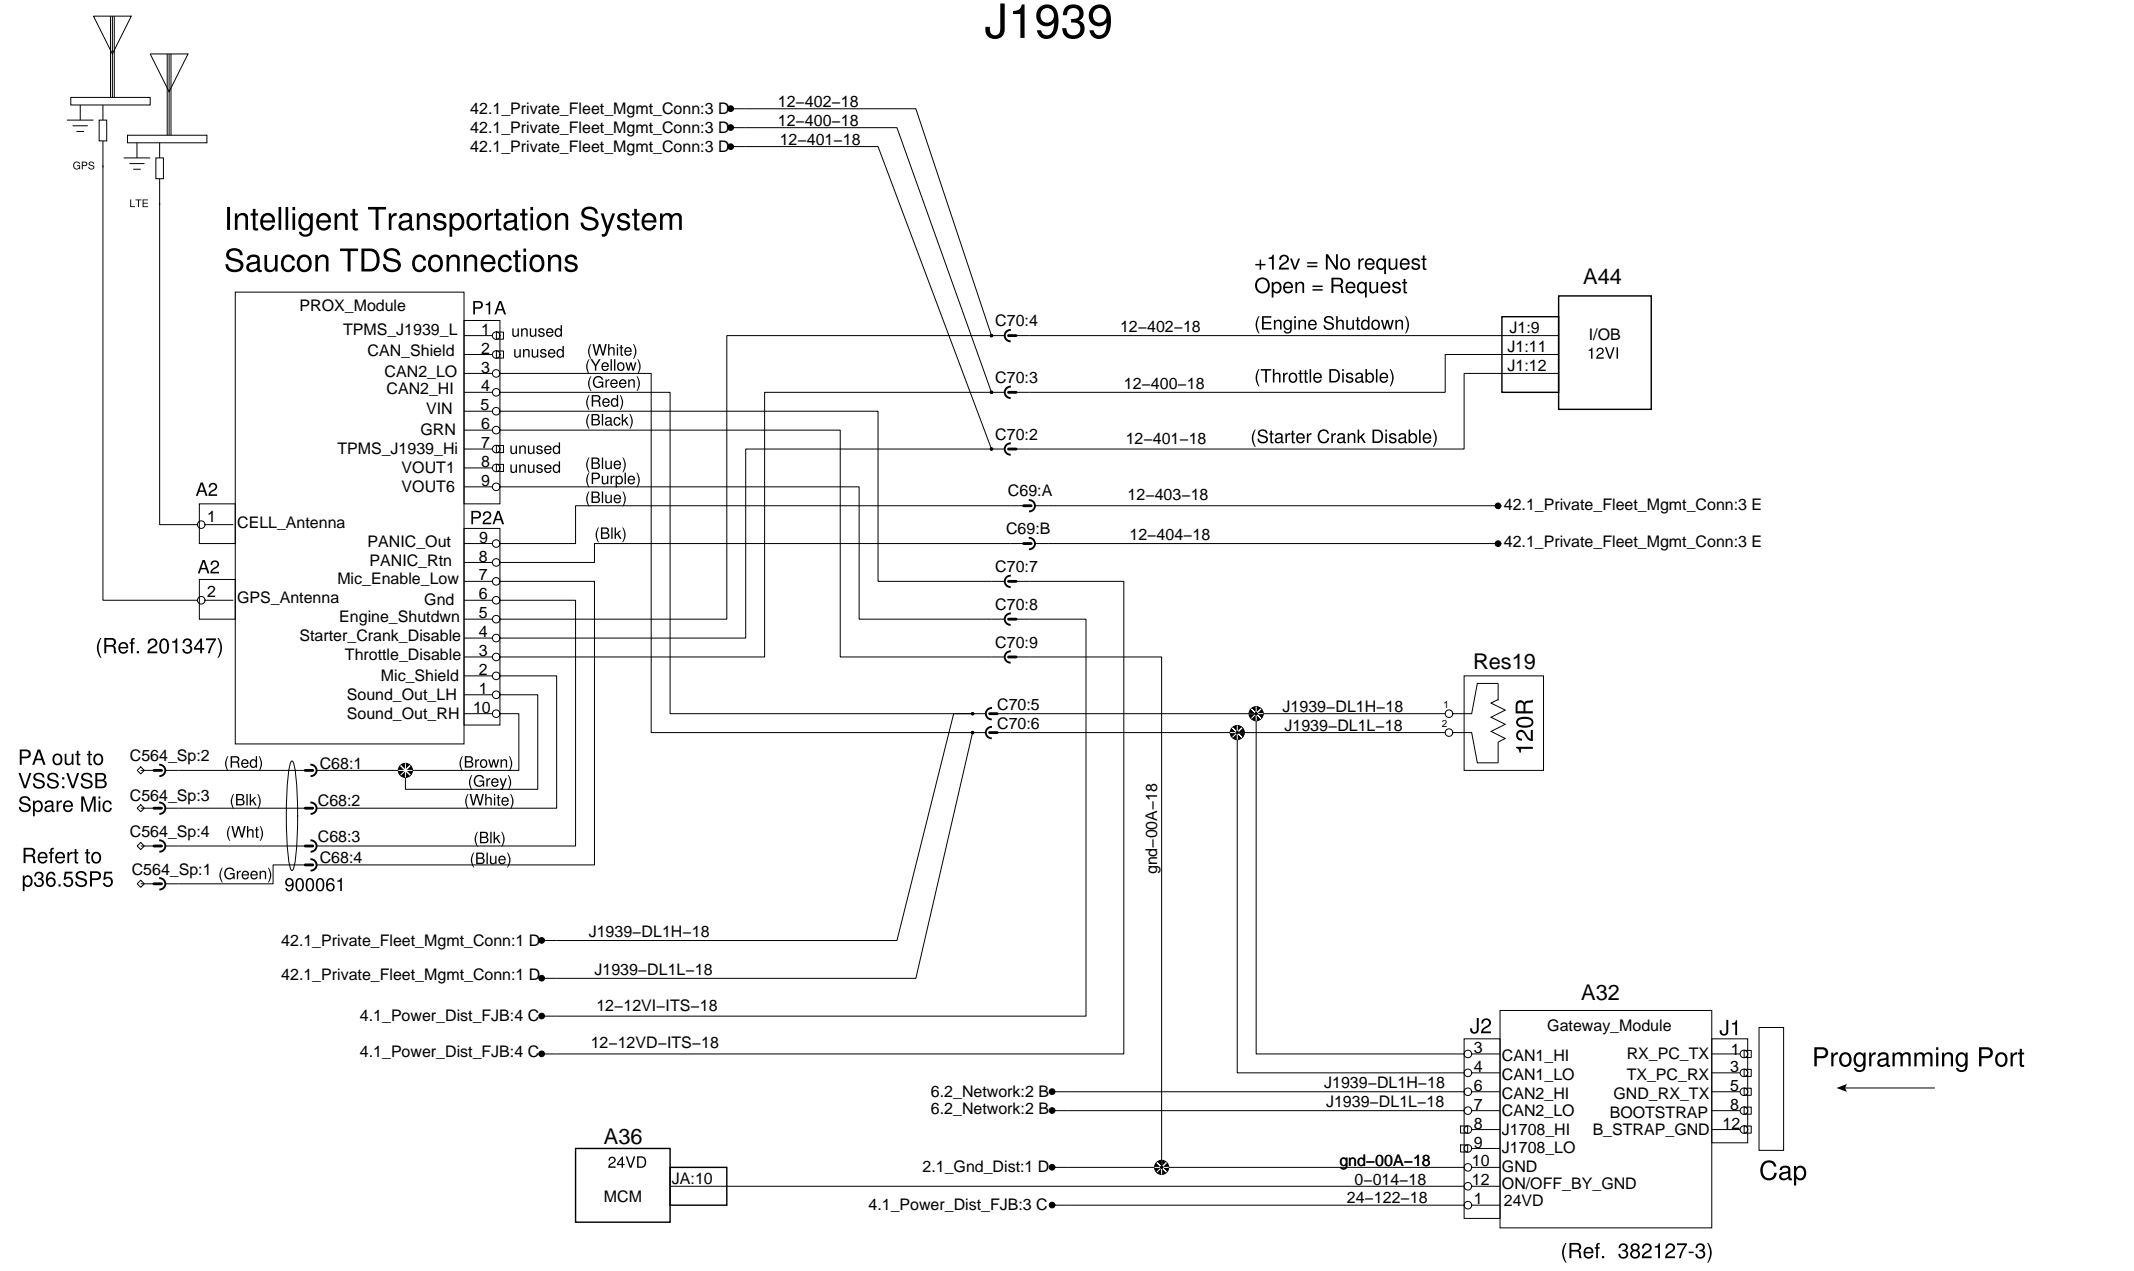 J1939
42.1_Private_Fleet_Mgmt_Conn:3 D
12–402–18
42.1_Private_Fleet_Mgmt_Conn:3 D
12–400–18
42.1_Private_Fleet_Mgmt_Conn:3 D
12–401–18
GPS
LTE
Intelligent Transportation System
Saucon TDS connections
+12v = No request
Open = Request
A44
I/OB
12VI
J1:9
J1:11
J1:12
C70:4
12–402–18
(Engine Shutdown)
C70:3
12–400–18
(Throttle Disable)
C70:2
12–401–18
(Starter Crank Disable)
PROX_Module
P1A
TPMS_J1939_L 1 unused
CAN_Shield 2 unused
(White)
CAN2_LO 3 (Yellow)
CAN2_HI 4 (Green)
VIN 5 (Red)
GRN 6 (Black)
TPMS_J1939_Hi 7 unused
VOUT1 8 unused
(Blue)
VOUT6 9 (Purple)
(Blue)
P2A
PANIC_Out 9
(Blk)
PANIC_Rtn 8
Mic_Enable_Low 7
Gnd 6
Engine_Shutdwn 5
Starter_Crank_Disable 4
Throttle_Disable 3
Mic_Shield 2
Sound_Out_LH 1
Sound_Out_RH 10
A2
1 CELL_Antenna
A2
2 GPS_Antenna
(Ref. 201347)
C69:A
12–403–18
42.1_Private_Fleet_Mgmt_Conn:3 E
C69:B
12–404–18
42.1_Private_Fleet_Mgmt_Conn:3 E
C70:7
C70:8
C70:9
C70:5
C70:6
J1939–DL1H–18
J1939–DL1L–18
1
2
Res19
120R
gnd–00A–18
PA out to
VSS:VSB
Spare Mic
Refert to
p36.5SP5
C564_Sp:2
(Red)
C68:1
(Brown)
(Grey)
C564_Sp:3
(Blk)
C68:2
(White)
C564_Sp:4
(Wht)
C68:3
(Blk)
C564_Sp:1
(Green)
C68:4
(Blue)
900061
42.1_Private_Fleet_Mgmt_Conn:1 D
J1939–DL1H–18
42.1_Private_Fleet_Mgmt_Conn:1 D
J1939–DL1L–18
4.1_Power_Dist_FJB:4 C
12–12VI–ITS–18
4.1_Power_Dist_FJB:4 C
12–12VD–ITS–18
6.2_Network:2 B
J1939–DL1H–18
6.2_Network:2 B
J1939–DL1L–18
2.1_Gnd_Dist:1 D
gnd–00A–18
0–014–18
4.1_Power_Dist_FJB:3 C
24–122–18
A36
24VD
MCM
JA:10
A32
Gateway_Module
J2
J1
3 CAN1_HI
4 CAN1_LO
6 CAN2_HI
7 CAN2_LO
8 J1708_HI
9 J1708_LO
10 GND
12 ON/OFF_BY_GND
1 24VD
RX_PC_TX 1
TX_PC_RX 3
GND_RX_TX 5
BOOTSTRAP 8
B_STRAP_GND 12
Programming Port
Cap
(Ref. 382127-3)